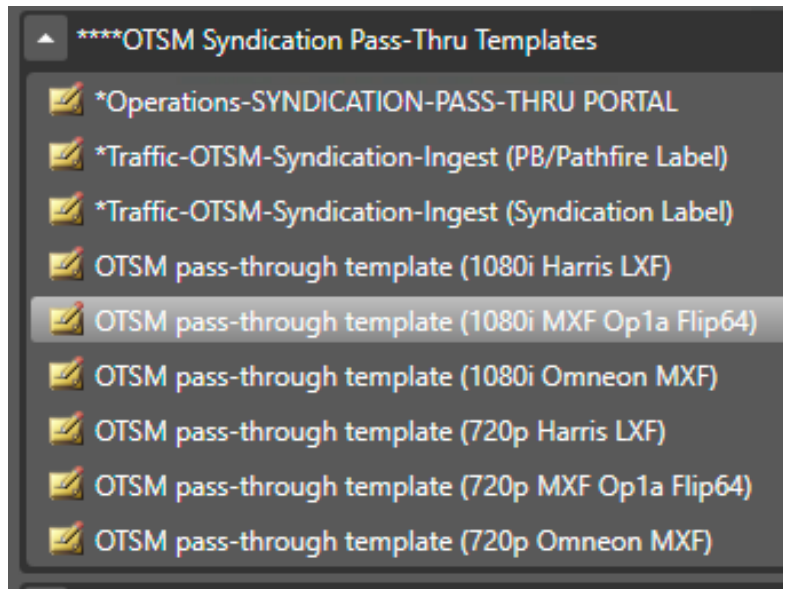 ****OTSM Syndication Pass-Thru Templates
*Operations-SYNDICATION-PASS-THRU PORTAL
*Traffic-OTSM-Syndication-Ingest (PB/Pathfire Label)
*Traffic-OTSM-Syndication-Ingest (Syndication Label)
OTSM pass-through template (1080i Harris LXF)
OTSM pass-through template (1080i MXF Op1a Flip64)
OTSM pass-through template (1080i Omneon MXF)
OTSM pass-through template (720p Harris LXF)
OTSM pass-through template (720p MXF Op1a Flip64)
OTSM pass-through template (720p Omneon MXF)